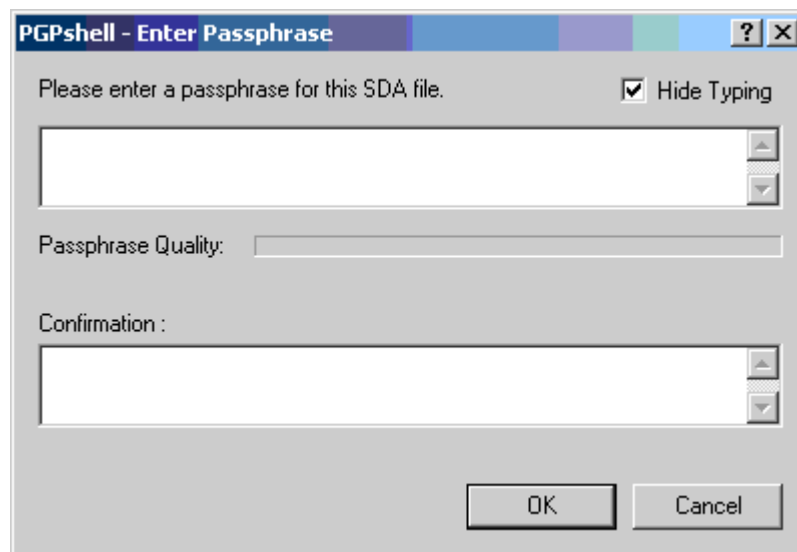 PGPshell - Enter Passphrase
Please enter a passphrase for this SDA file.
Hide Typing
Passphrase Quality:
Confirmation :
OK
Cancel